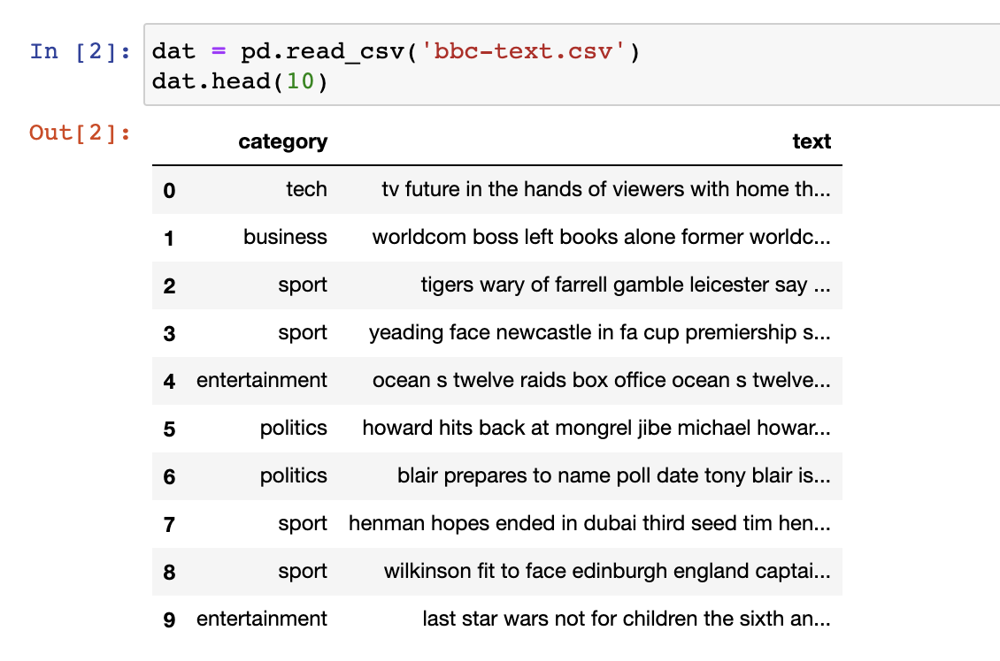 In [2]: dat = pd.read_csv('bbc-text.csv')
dat.head(10)
Out[2]:
category text
0 tech tv future in the hands of viewers with home th...
1 business worldcom boss left books alone former worldc...
2 sport tigers wary of farrell gamble leicester say ...
3 sport yeading face newcastle in fa cup premiership s...
4 entertainment ocean s twelve raids box office ocean s twelve...
5 politics howard hits back at mongrel jibe michael howar...
6 politics blair prepares to name poll date tony blair is...
7 sport henman hopes ended in dubai third seed tim hen...
8 sport wilkinson fit to face edinburgh england captai...
9 entertainment last star wars not for children the sixth an...